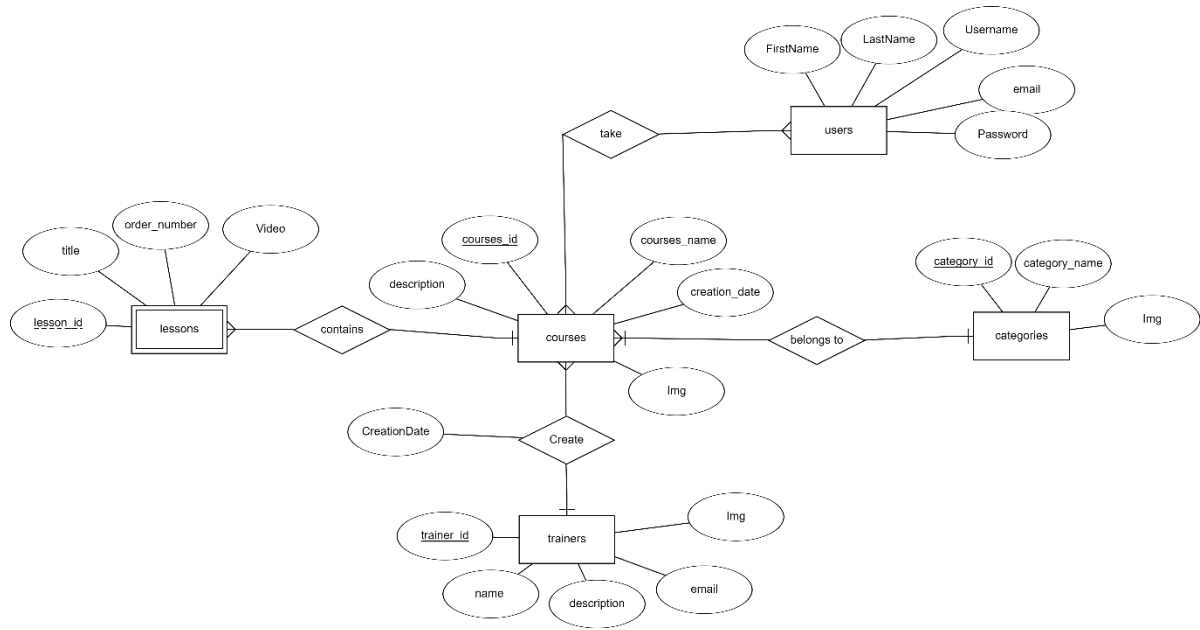 Username
LastName
FirstName
email
take
users
Password
order_number
Video
courses_id
courses_name
title
category_id
category_name
description
creation_date
lesson_id
lessons
contains
courses
belongs to
categories
Img
Img
CreationDate
Create
Img
trainer_id
trainers
name
description
email